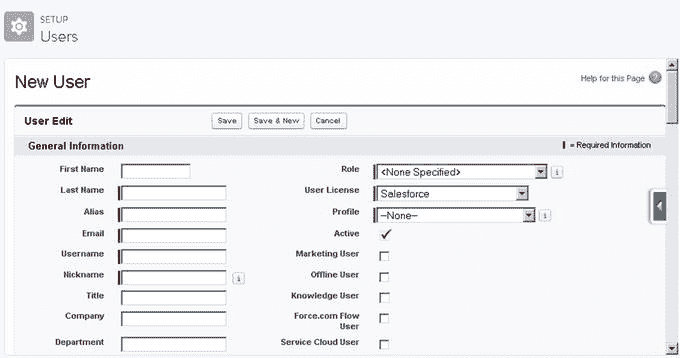 SETUP
Users
New User
Help for this Page ?
User Edit Save Save & New Cancel
General Information = Required Information
First Name Role <None Specified> i
Last Name User License Salesforce
Alias Profile --None-- i
Email Active
Username Marketing User
Nickname i Offline User
Title Knowledge User
Company Force.com Flow
User
Department Service Cloud User